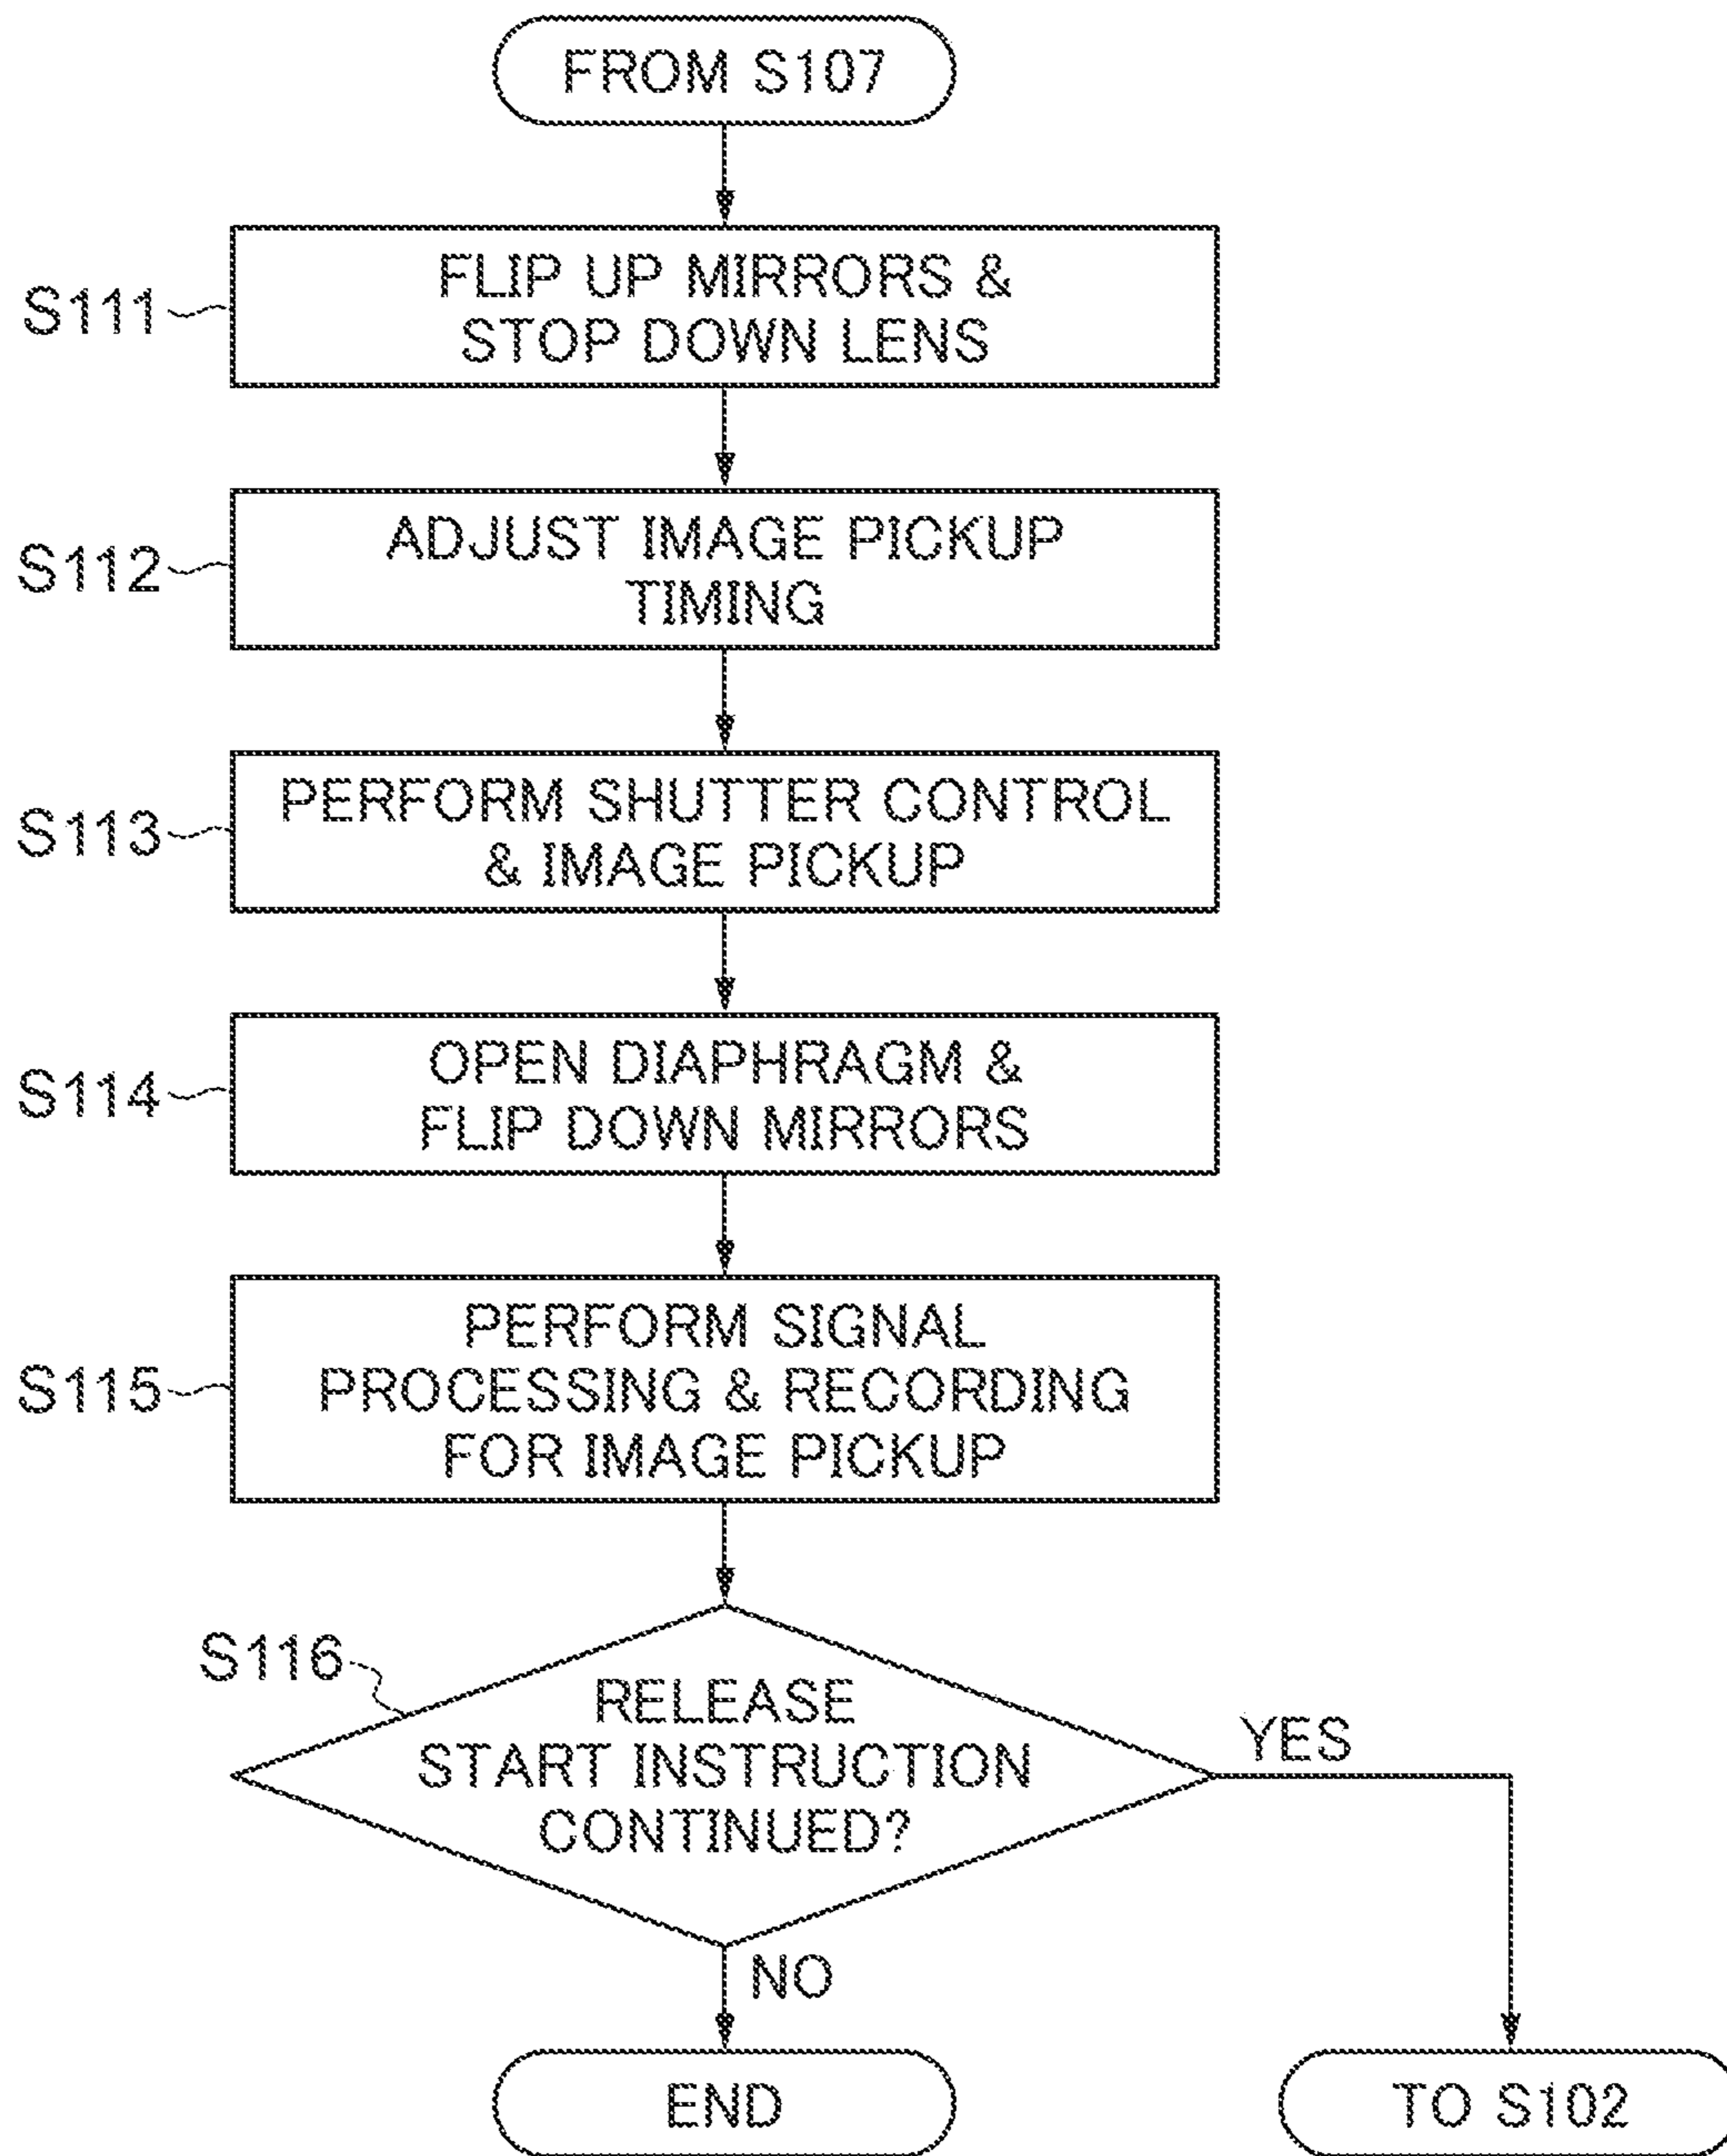 FROM S107
S111
FLIP UP MIRRORS &
STOP DOWN LENS
S112
ADJUST IMAGE PICKUP
TIMING
S113
PERFORM SHUTTER CONTROL
& IMAGE PICKUP
S114
OPEN DIAPHRAGM &
FLIP DOWN MIRRORS
S115
PERFORM SIGNAL
PROCESSING & RECORDING
FOR IMAGE PICKUP
S116
RELEASE
START INSTRUCTION
CONTINUED?
YES
NO
END
TO S102